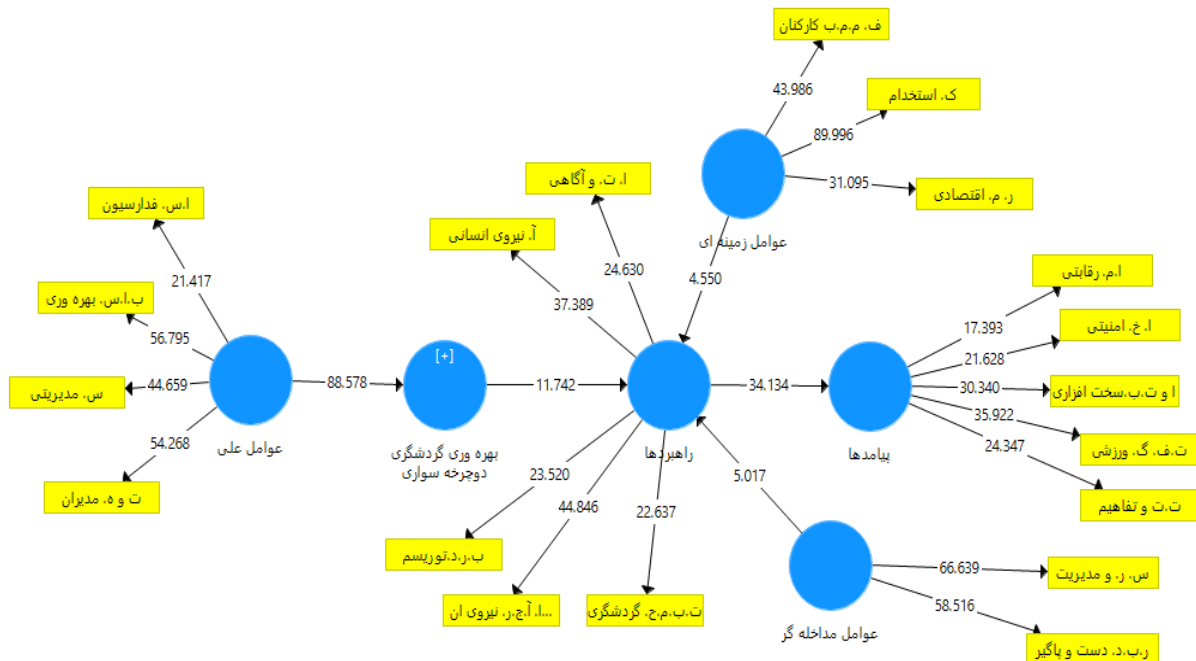 ف. م.م.ب کارکنان
43.986
ک. استخدام
89.996
31.095
ر. م. اقتصادی
عوامل زمینه ای
4.550
ا. ت. و آگاهی
24.630
آ. نیروی انسانی
37.389
ا.س. فدارسیون
21.417
ب.ا.س. بهره وری
56.795
س. مدیریتی
44.659
54.268
ت و ه. مدیران
عوامل علی
88.578
[+]
بهره وری گردشگری
دوچرخه سواری
11.742
راهبردها
34.134
پیامدها
ا.م. رقابتی
17.393
ا. خ. امنیتی
21.628
ا و ت.ب.سخت افزاری
30.340
35.922
ت.ف. گ. ورزشی
24.347
ت.ت و تفاهیم
23.520
ب.ر.د.توریسم
44.846
ا. آ.ج.ر. نیروی ان...
22.637
ت.ب.م.ح. گردشگری
5.017
عوامل مداخله گر
66.639
س. ر. و مدیریت
58.516
ر.ب.د. دست و پاگیر